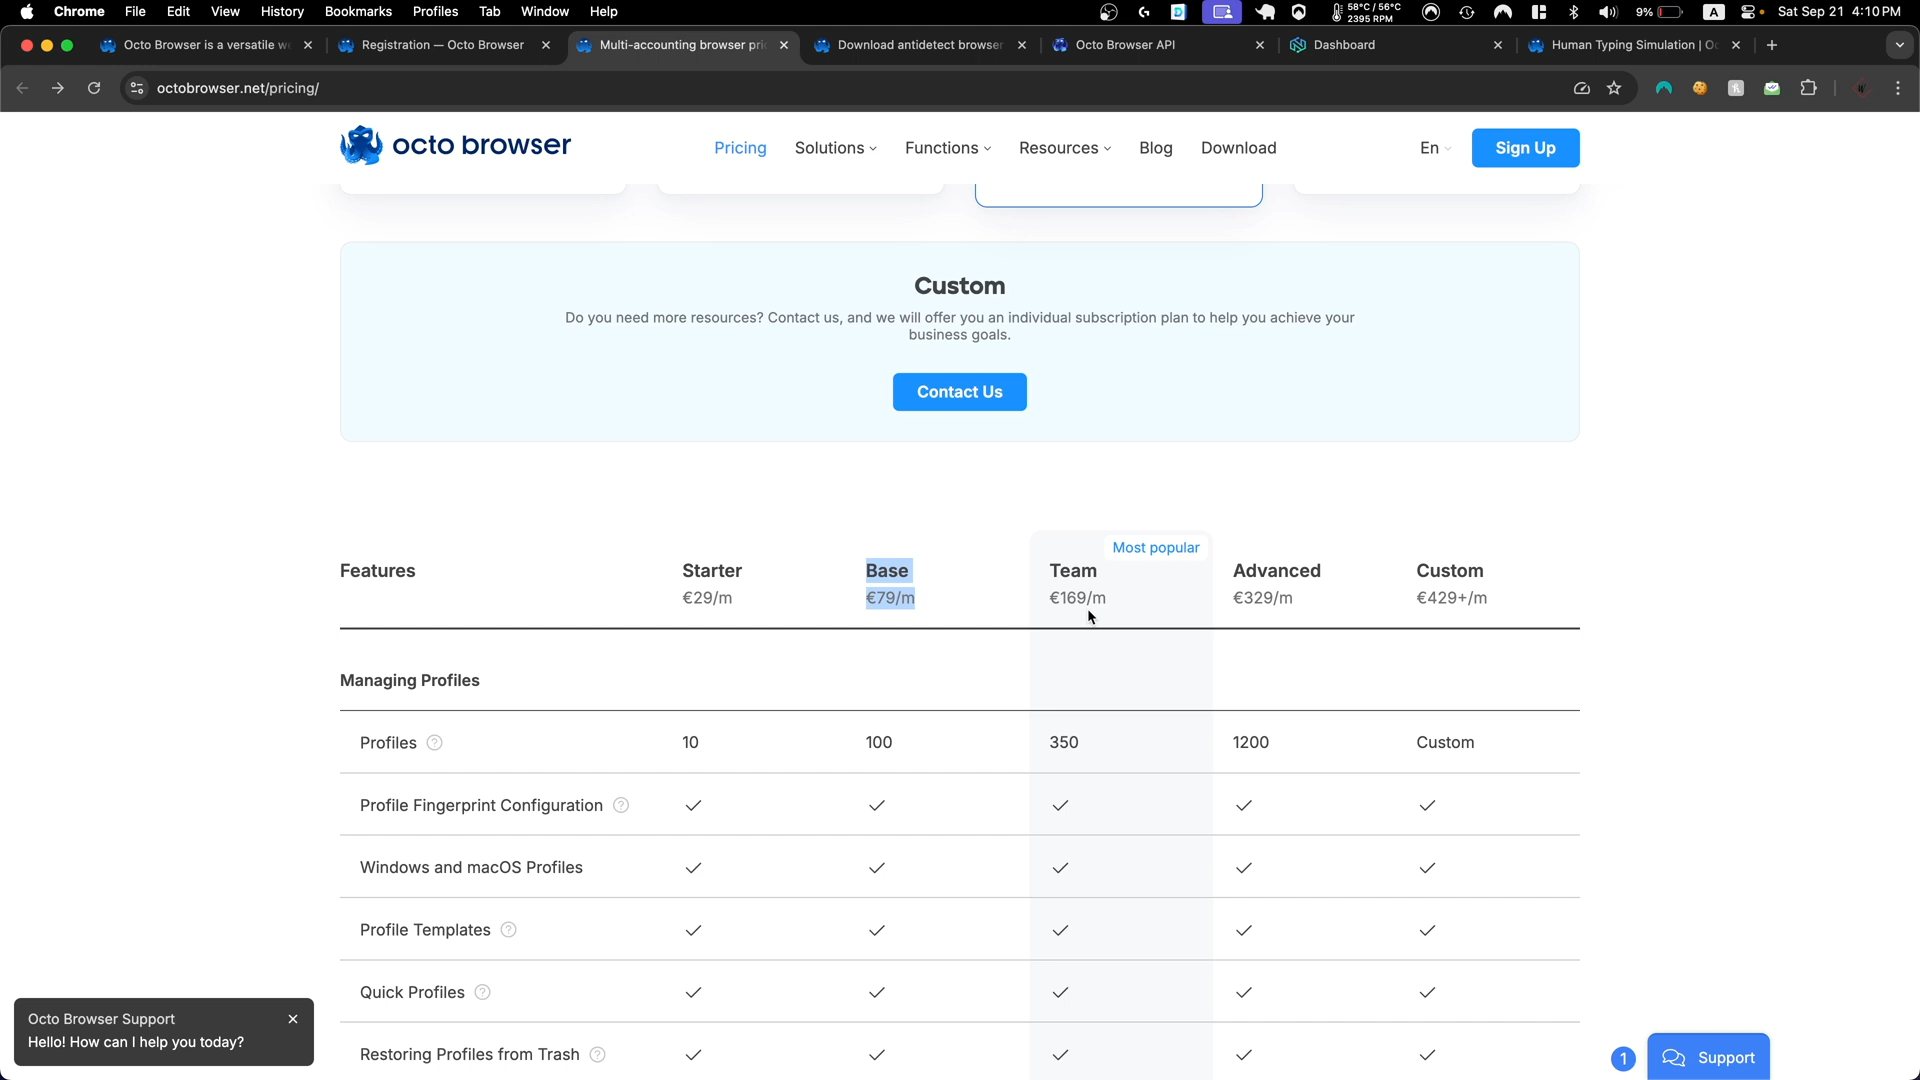 Chrome File Edit View History Bookmarks Profiles Tab Window Help 58°C / 56°C 2395 RPM 9% A Sat Sep 21 4:10 PM
Octo Browser is a versatile w Registration — Octo Browser Multi-accounting browser pri Download antidetect browser Octo Browser API Dashboard Human Typing Simulation | Oc
octobrowser.net/pricing/
octo browser Pricing Solutions Functions Resources Blog Download En Sign Up
Custom
Do you need more resources? Contact us, and we will offer you an individual subscription plan to help you achieve your
business goals.
Contact Us
Most popular
Features Starter Base Team Advanced Custom
€29/m €79/m €169/m €329/m €429+/m
Managing Profiles
Profiles ? 10 100 350 1200 Custom
Profile Fingerprint Configuration ?
Windows and macOS Profiles
Profile Templates ?
Quick Profiles ?
Restoring Profiles from Trash ?
Octo Browser Support
Hello! How can I help you today?
1 Support